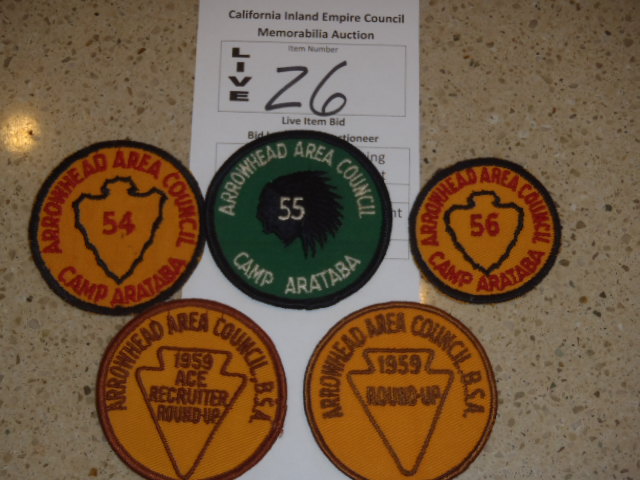 California Inland Empire Council
Memorabilia Auction
Item Number
LIVE
26
Live Item Bid
ARROWHEAD AREA COUNCIL
54
CAMP ARATABA
ARROWHEAD AREA COUNCIL
55
CAMP ARATABA
ARROWHEAD AREA COUNCIL
56
CAMP ARATABA
ARROWHEAD AREA COUNCIL, B.S.A.
1959
ACE
RECRUITER
ROUND-UP
ARROWHEAD AREA COUNCIL, B.S.A.
1959
ROUND-UP